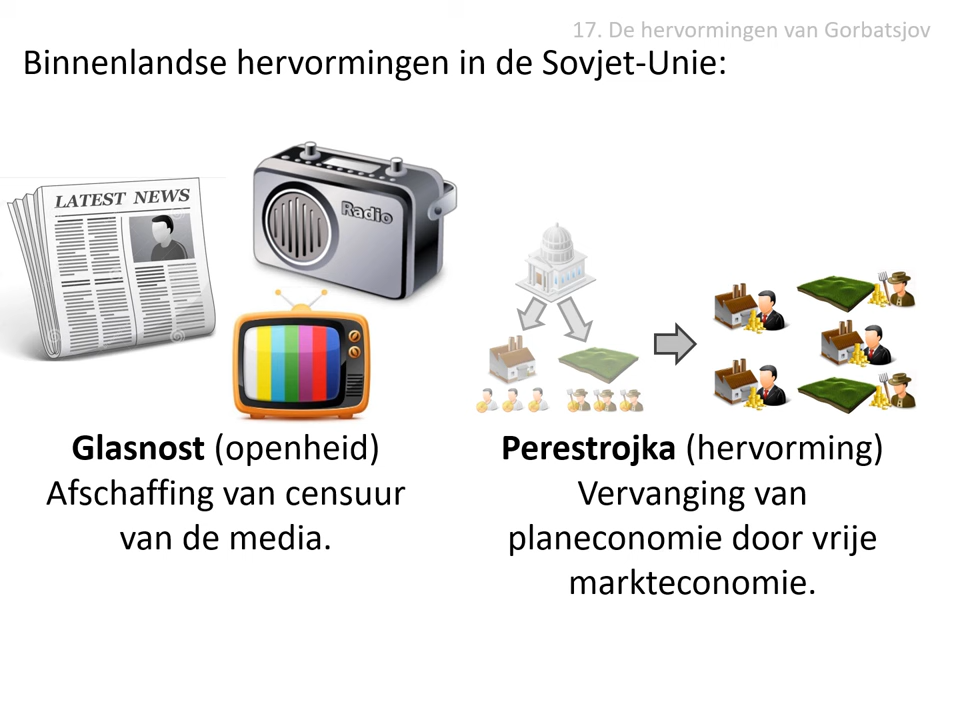 17. De hervormingen van Gorbatsjov
Binnenlandse hervormingen in de Sovjet-Unie:
LATEST NEWS
Radio
Glasnost (openheid)
Afschaffing van censuur
van de media.
Perestrojka (hervorming)
Vervanging van
planeconomie door vrije
markteconomie.